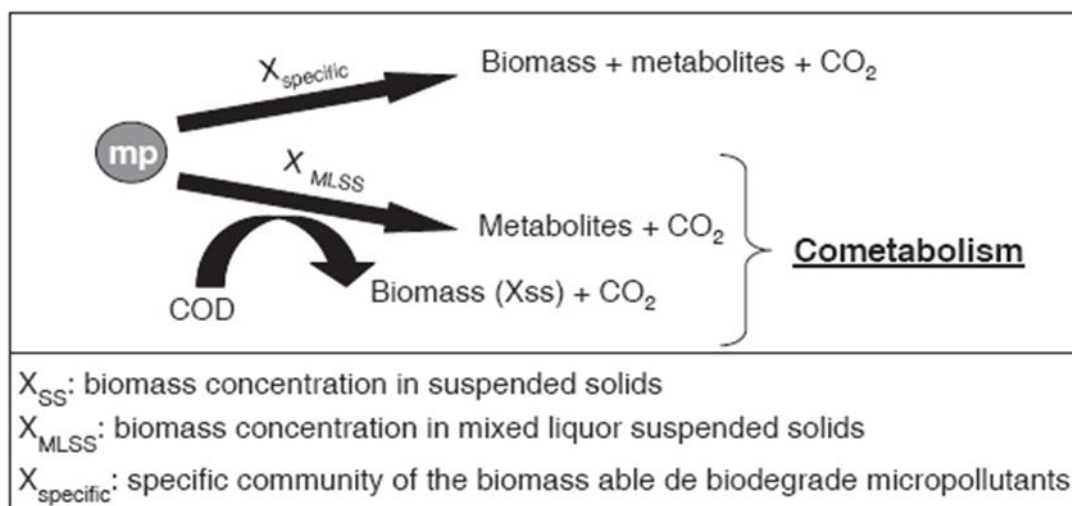 X_specific
Biomass + metabolites + CO₂
mp
X_MLSS
Metabolites + CO₂
Cometabolism
COD
Biomass (Xss) + CO₂
X_SS: biomass concentration in suspended solids
X_MLSS: biomass concentration in mixed liquor suspended solids
X_specific: specific community of the biomass able de biodegrade micropollutants